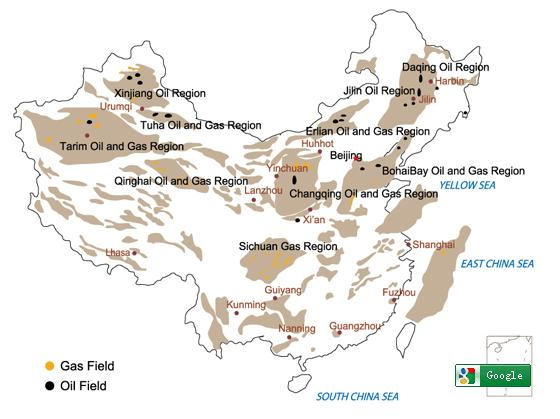 Daqing Oil Region
Harbin
Xinjiang Oil Region
Jilin Oil Region
Jilin
Urumqi
Tuha Oil and Gas Region
Erlian Oil and Gas Region
Tarim Oil and Gas Region
Huhhot
Beijing
Yinchuan
BohaiBay Oil Region
Qinghai Oil and Gas Region
YELLOW SEA
Lanzhou
Changqing Oil and Gas Region
Xi'an
Sichuan Gas Region
Shanghai
Lhasa
EAST CHINA SEA
Guiyang
Fuzhou
Kunming
Nanning
Guangzhou
Gas Field
Oil Field
Google
SOUTH CHINA SEA